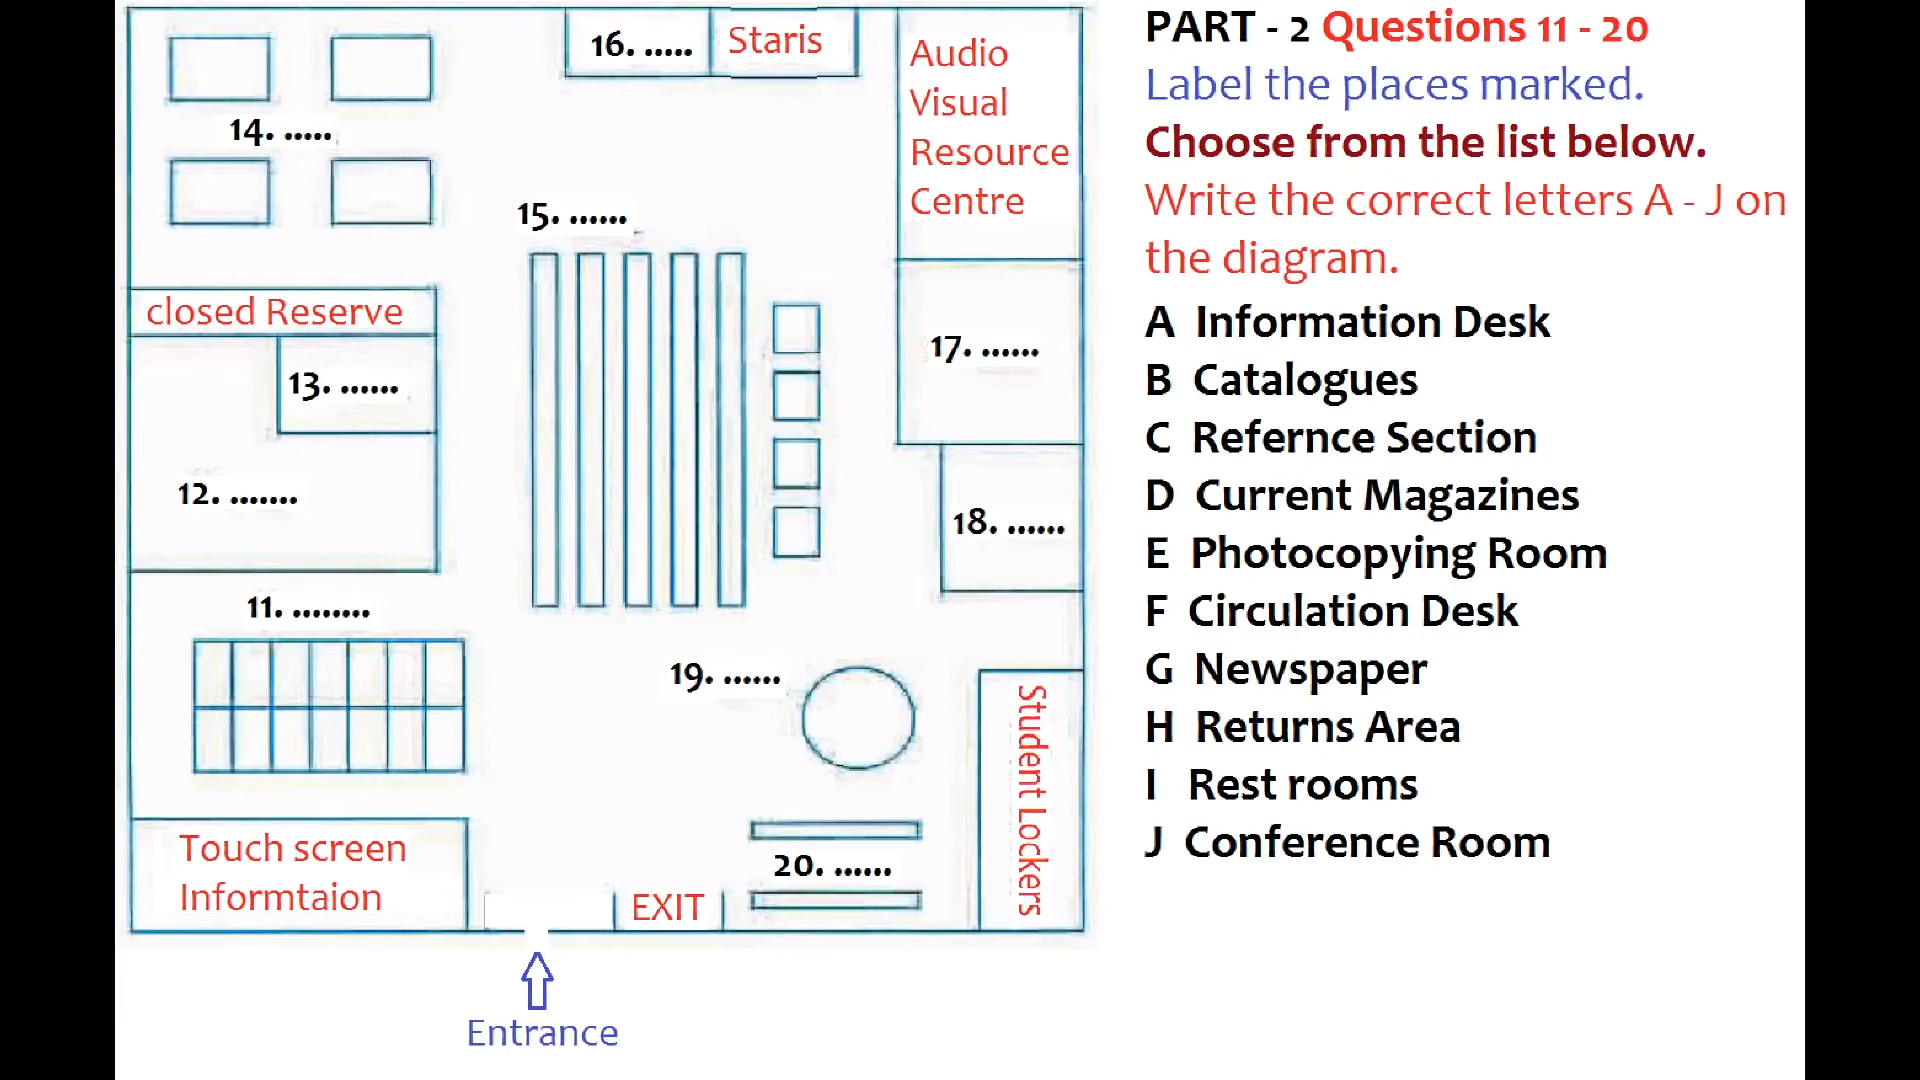 16. .....
Staris
Audio
Visual
Resource
Centre
14. .....
15. ......
closed Reserve
13. ......
17. ......
12. .......
18. ......
11. ........
19. ......
Student Lockers
Touch screen
Informtaion
20. ......
EXIT
Entrance
PART - 2 Questions 11 - 20
Label the places marked.
Choose from the list below.
Write the correct letters A - J on
the diagram.
A Information Desk
B Catalogues
C Refernce Section
D Current Magazines
E Photocopying Room
F Circulation Desk
G Newspaper
H Returns Area
I Rest rooms
J Conference Room